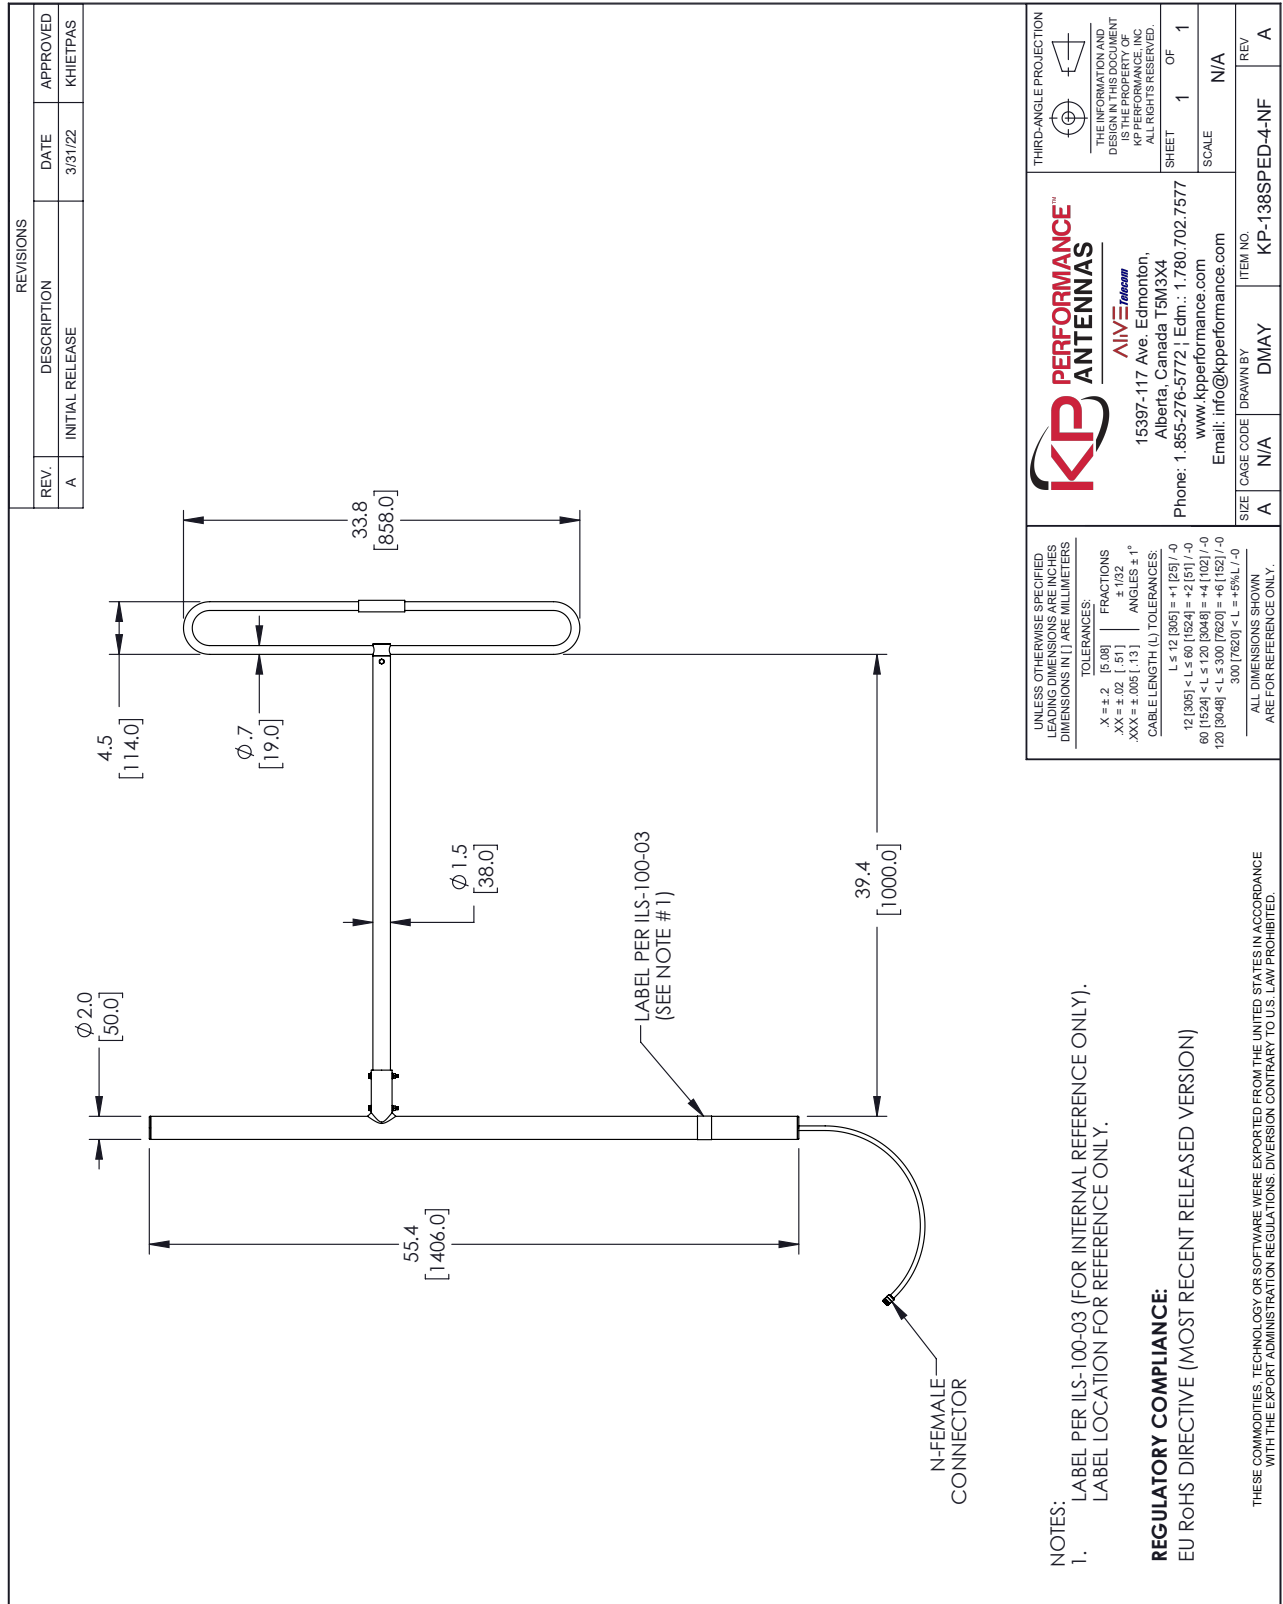 REVISIONS
REV. DESCRIPTION DATE APPROVED
A INITIAL RELEASE 3/31/22 KHIETPAS
Ø 2.0
[50.0]
4.5
[114.0]
Ø .7
[19.0]
33.8
[858.0]
Ø 1.5
[38.0]
55.4
[1406.0]
LABEL PER ILS-100-03
(SEE NOTE #1)
39.4
[1000.0]
N-FEMALE
CONNECTOR
NOTES:
1. LABEL PER ILS-100-03 (FOR INTERNAL REFERENCE ONLY).
LABEL LOCATION FOR REFERENCE ONLY.
REGULATORY COMPLIANCE:
EU RoHS DIRECTIVE (MOST RECENT RELEASED VERSION)
THESE COMMODITIES, TECHNOLOGY OR SOFTWARE WERE EXPORTED FROM THE UNITED STATES IN ACCORDANCE
WITH THE EXPORT ADMINISTRATION REGULATIONS. DIVERSION CONTRARY TO U.S. LAW PROHIBITED.
UNLESS OTHERWISE SPECIFIED
LEADING DIMENSIONS ARE INCHES
DIMENSIONS IN [ ] ARE MILLIMETERS
TOLERANCES:
.X = ± .2 [5.08] FRACTIONS
.XX = ± .02 [ .51] ± 1/32
.XXX = ± .005 [ .13] ANGLES ± 1°
CABLE LENGTH (L) TOLERANCES:
L ≤ 12 [305] = +1 [25] / -0
12 [305] < L ≤ 60 [1524] = +2 [51] / -0
60 [1524] < L ≤ 120 [3048] = +4 [102] / -0
120 [3048] < L ≤ 300 [7620] = +6 [152] / -0
300 [7620] < L = +5% L / -0
ALL DIMENSIONS SHOWN
ARE FOR REFERENCE ONLY.
KP PERFORMANCE™
ANTENNAS
ALIVE Telecom
15397-117 Ave. Edmonton,
Alberta, Canada T5M3X4
Phone: 1.855-276-5772 | Edm.: 1.780.702.7577
www.kpperformance.com
Email: info@kpperformance.com
THIRD-ANGLE PROJECTION
THE INFORMATION AND
DESIGN IN THIS DOCUMENT
IS THE PROPERTY OF
KP PERFORMANCE, INC
ALL RIGHTS RESERVED.
SHEET 1 OF 1
SCALE N/A
SIZE A
CAGE CODE N/A
DRAWN BY DMAY
ITEM NO. KP-138SPED-4-NF
REV A